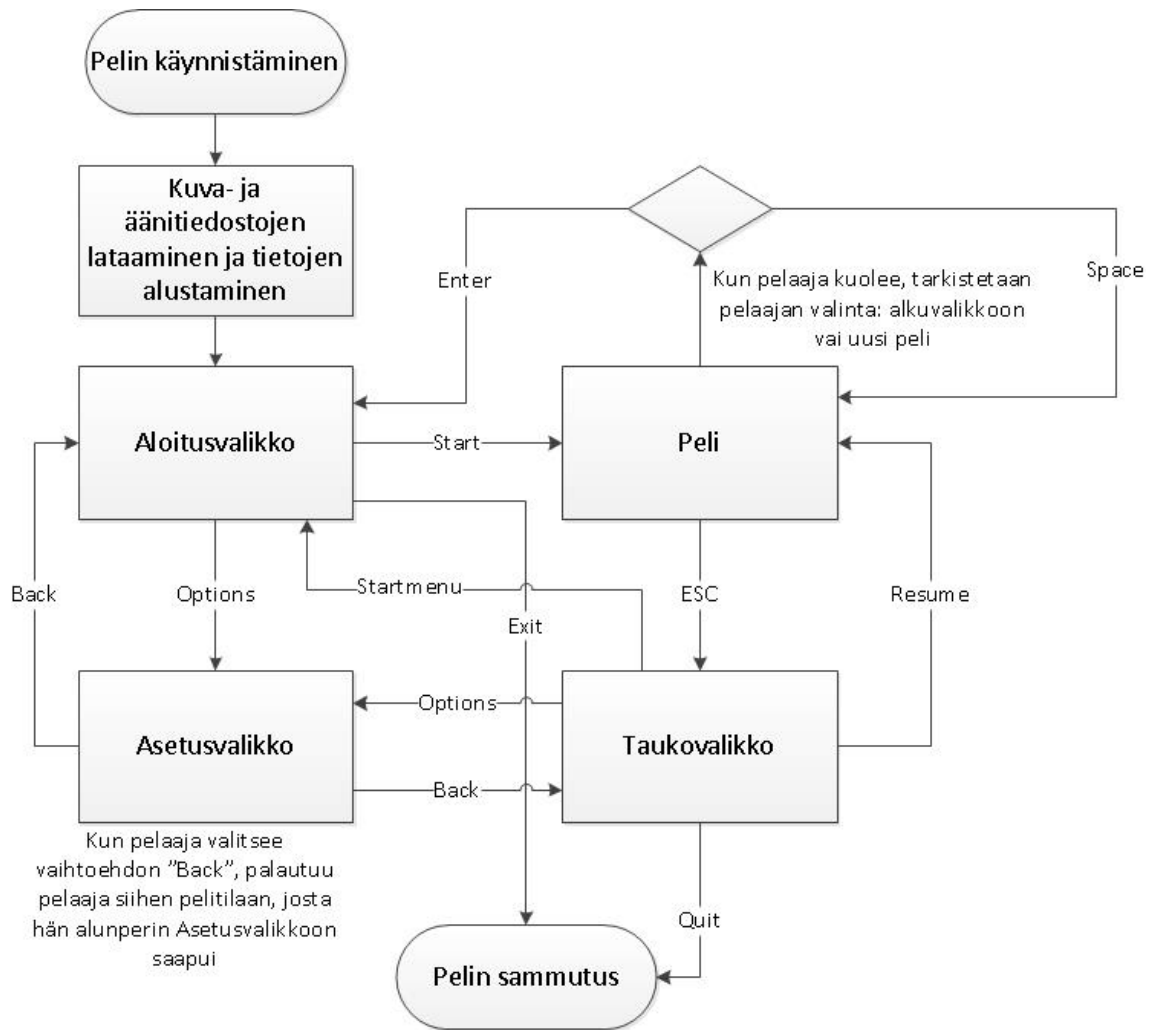 Pelin käynnistäminen
Kuva- ja
äänitiedostojen
lataaminen ja tietojen
alustaminen
Enter
Space
Kun pelaaja kuolee, tarkistetaan
pelaajan valinta: alkuvalikkoon
vai uusi peli
Aloitusvalikko
Start
Peli
Back
Options
Startmenu
ESC
Resume
Exit
Asetusvalikko
Options
Taukovalikko
Back
Kun pelaaja valitsee
vaihtoehdon ”Back”, palautuu
pelaaja siihen pelitilaan, josta
hän alunperin Asetusvalikkoon
saapui
Quit
Pelin sammutus